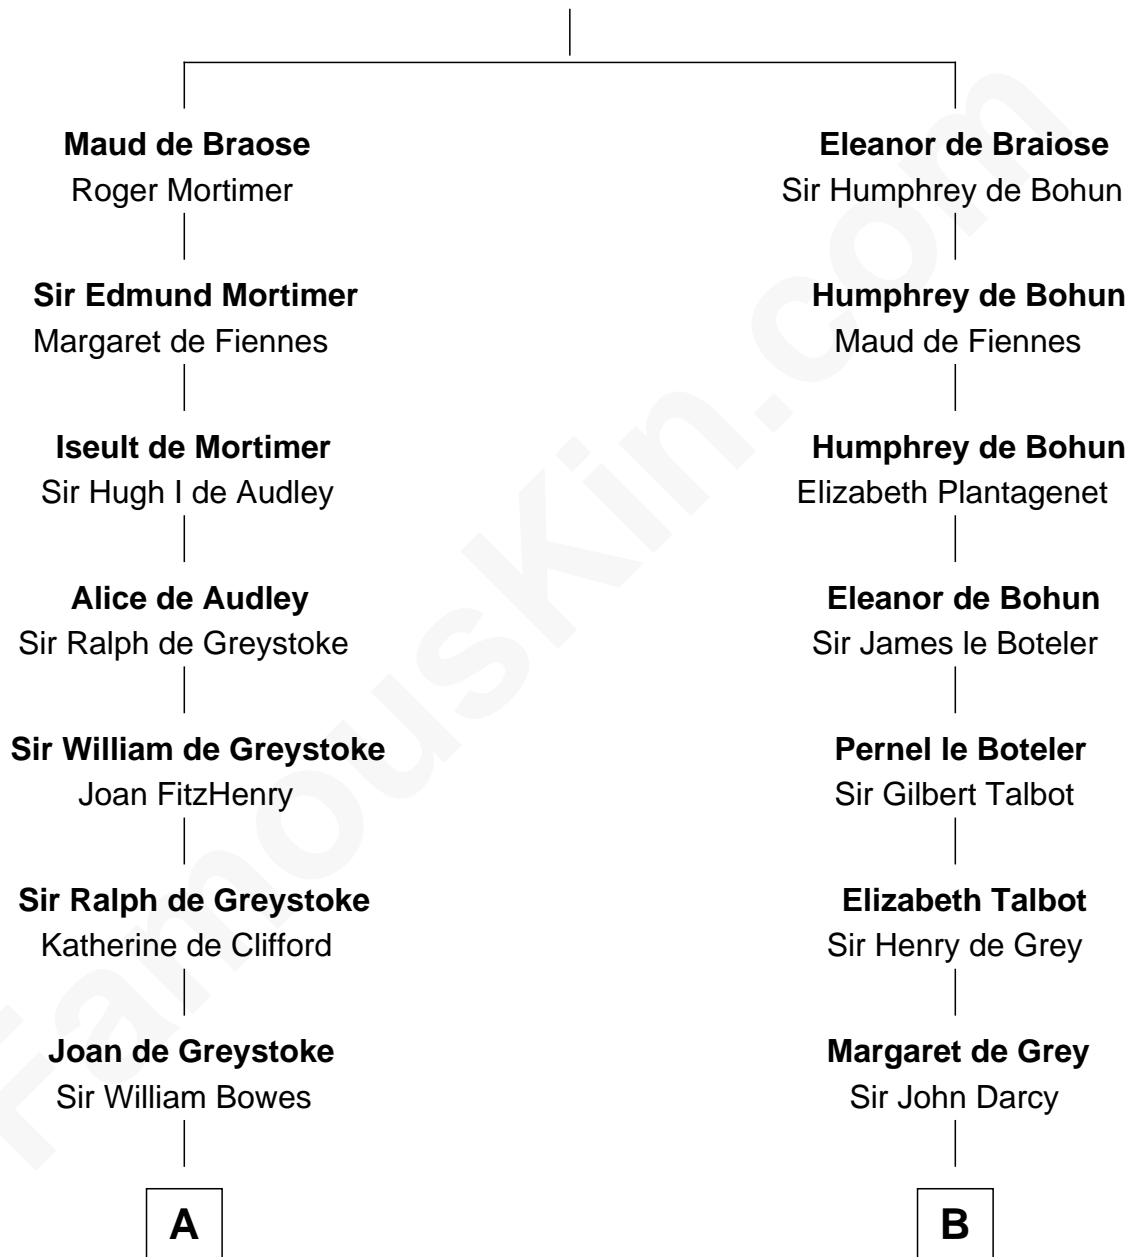 Maud de Braose
Roger Mortimer
Sir Edmund Mortimer
Margaret de Fiennes
Iseult de Mortimer
Sir Hugh I de Audley
Alice de Audley
Sir Ralph de Greystoke
Sir William de Greystoke
Joan FitzHenry
Sir Ralph de Greystoke
Katherine de Clifford
Joan de Greystoke
Sir William Bowes
A
Eleanor de Braiose
Sir Humphrey de Bohun
Humphrey de Bohun
Maud de Fiennes
Humphrey de Bohun
Elizabeth Plantagenet
Eleanor de Bohun
Sir James le Boteler
Pernel le Boteler
Sir Gilbert Talbot
Elizabeth Talbot
Sir Henry de Grey
Margaret de Grey
Sir John Darcy
B
FamousKin.com